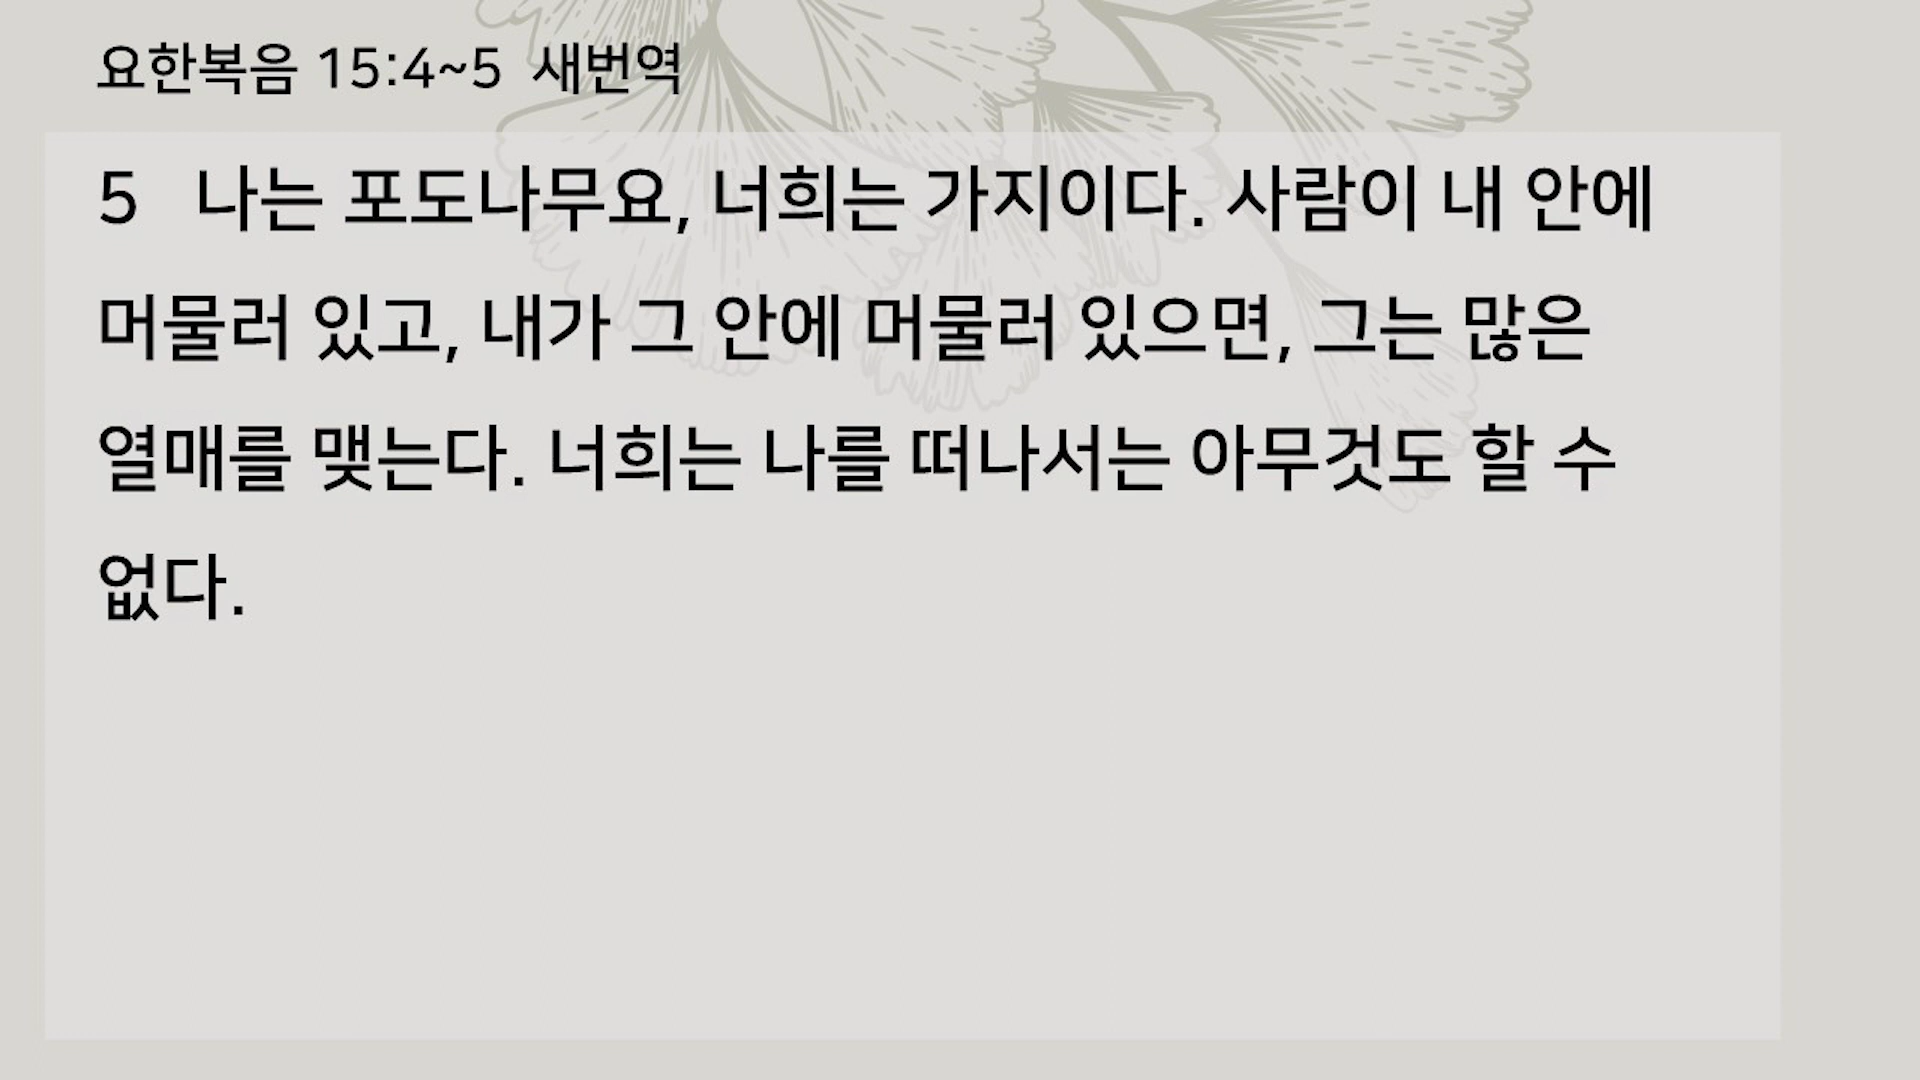 요한복음 15:4~5 새번역
5 나는 포도나무요, 너희는 가지이다. 사람이 내 안에
머물러 있고, 내가 그 안에 머물러 있으면, 그는 많은
열매를 맺는다. 너희는 나를 떠나서는 아무것도 할 수
없다.